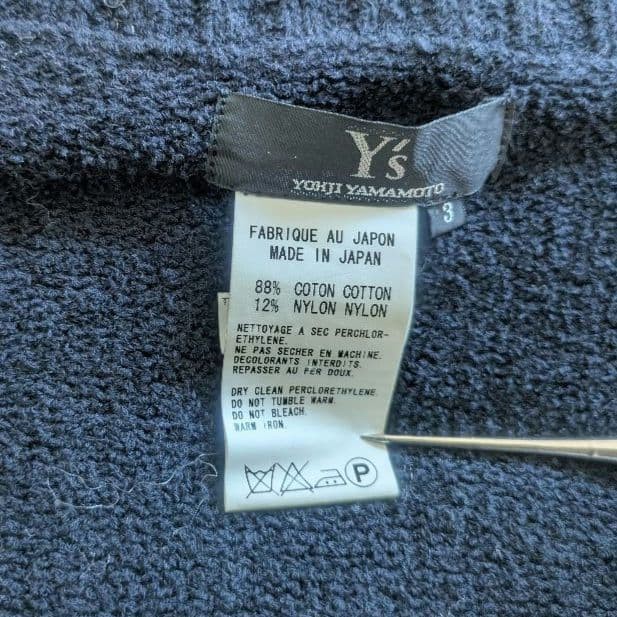 Y's
YOHJI YAMAMOTO
3
FABRIQUE AU JAPON
MADE IN JAPAN
88% COTON COTTON
12% NYLON NYLON
NETTOYAGE A SEC PERCHLOR-
ETHYLENE.
NE PAS SECHER EN MACHINE.
DECOLORANTS INTERDITS.
REPASSER AU FER DOUX.
DRY CLEAN PERCLORETHYLENE
DO NOT TUMBLE WARM.
DO NOT BLEACH.
WARM IRON.
P